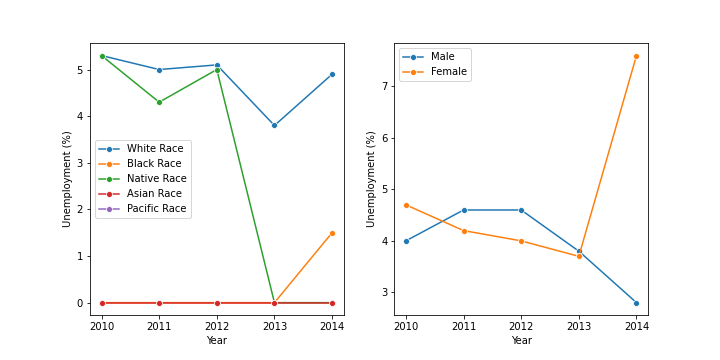 Unemployment (%)
5
4
3
2
1
0
White Race
Black Race
Native Race
Asian Race
Pacific Race
2010 2011 2012 2013 2014
Year
Unemployment (%)
7
6
5
4
3
Male
Female
2010 2011 2012 2013 2014
Year